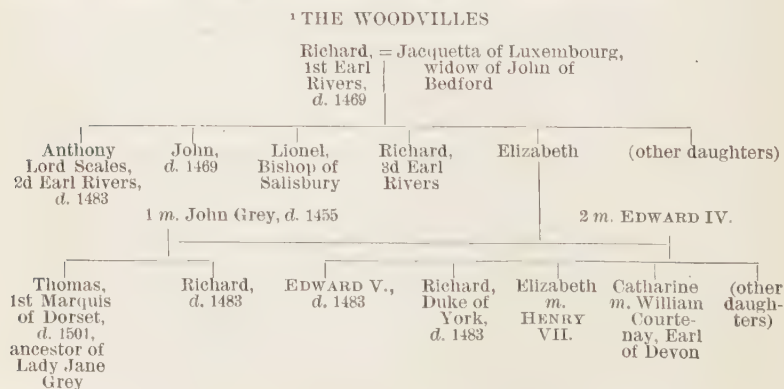 ¹ THE WOODVILLES
Richard, = Jacquetta of Luxembourg,
1st Earl widow of John of
Rivers, Bedford
d. 1469
Anthony John, Lionel, Richard, Elizabeth (other daughters)
Lord Scales, d. 1469 Bishop of 3d Earl
2d Earl Rivers, Salisbury Rivers
d. 1483
1 m. John Grey, d. 1455 2 m. EDWARD IV.
Thomas, Richard, EDWARD V., Richard, Elizabeth Catharine (other
1st Marquis d. 1483 d. 1483 Duke of m. m. William daugh-
of Dorset, York, HENRY Courte- ters)
d. 1501, d. 1483 VII. nay, Earl
ancestor of of Devon
Lady Jane
Grey